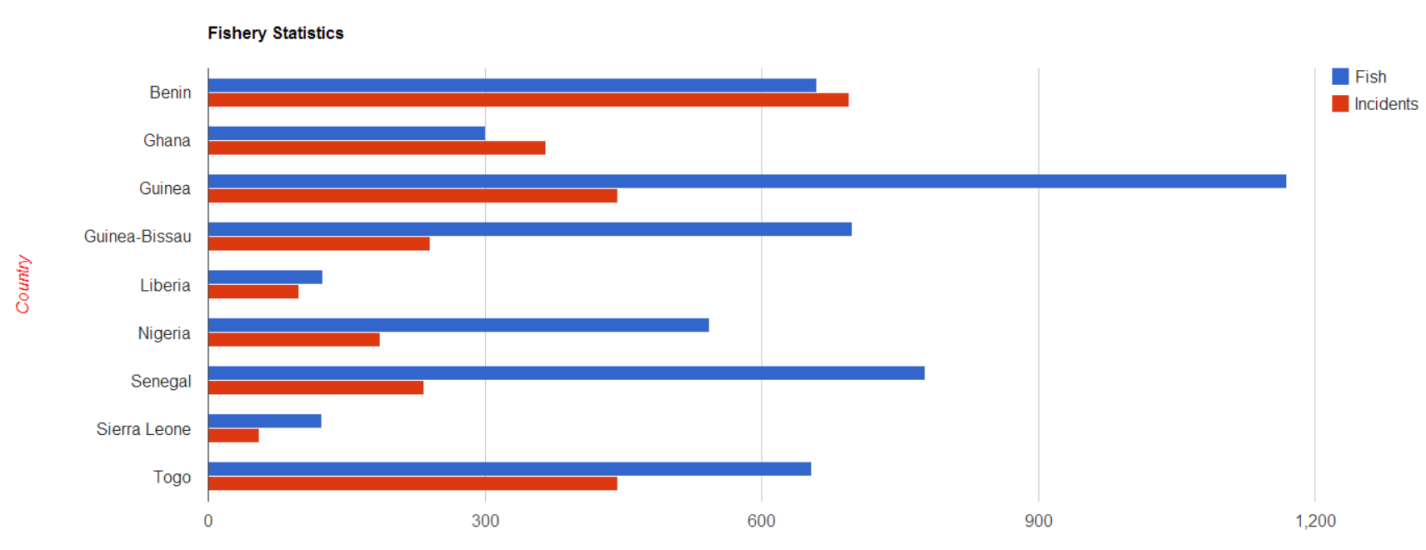 Fishery Statistics
Fish
Incidents
Benin
Ghana
Guinea
Guinea-Bissau
Liberia
Nigeria
Senegal
Sierra Leone
Togo
Country
0 300 600 900 1,200